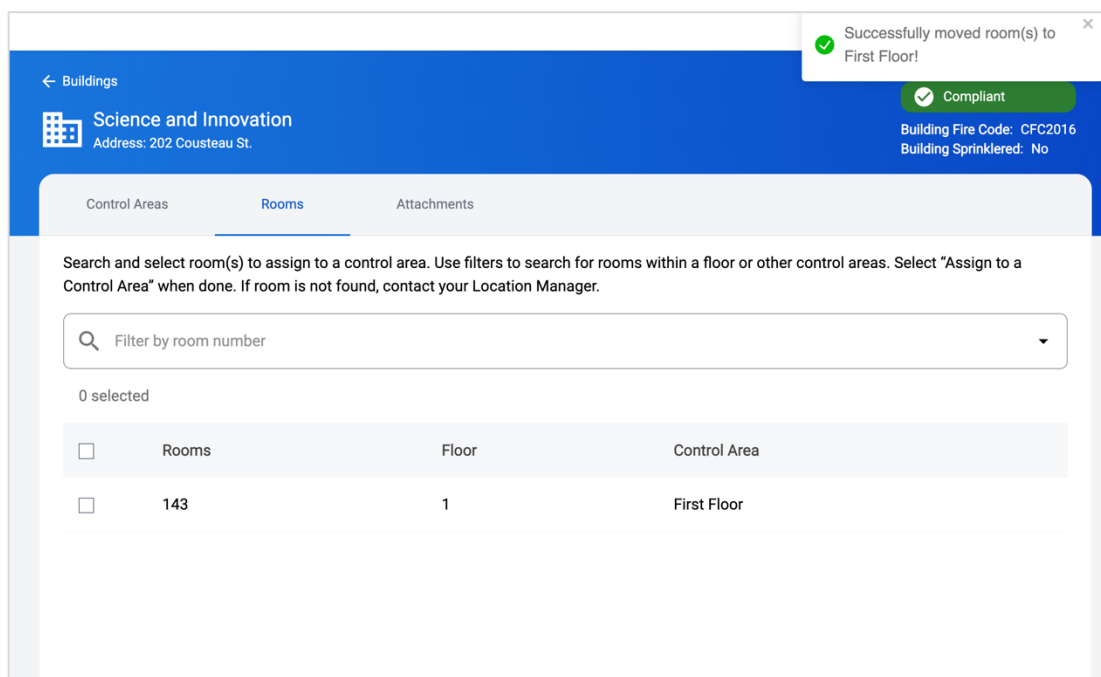 Successfully moved room(s) to
First Floor!
Buildings
Science and Innovation
Address: 202 Cousteau St.
Compliant
Building Fire Code: CFC2016
Building Sprinklered: No
Control Areas
Rooms
Attachments
Search and select room(s) to assign to a control area. Use filters to search for rooms within a floor or other control areas. Select “Assign to a
Control Area” when done. If room is not found, contact your Location Manager.
Filter by room number
0 selected
Rooms Floor Control Area
143 1 First Floor